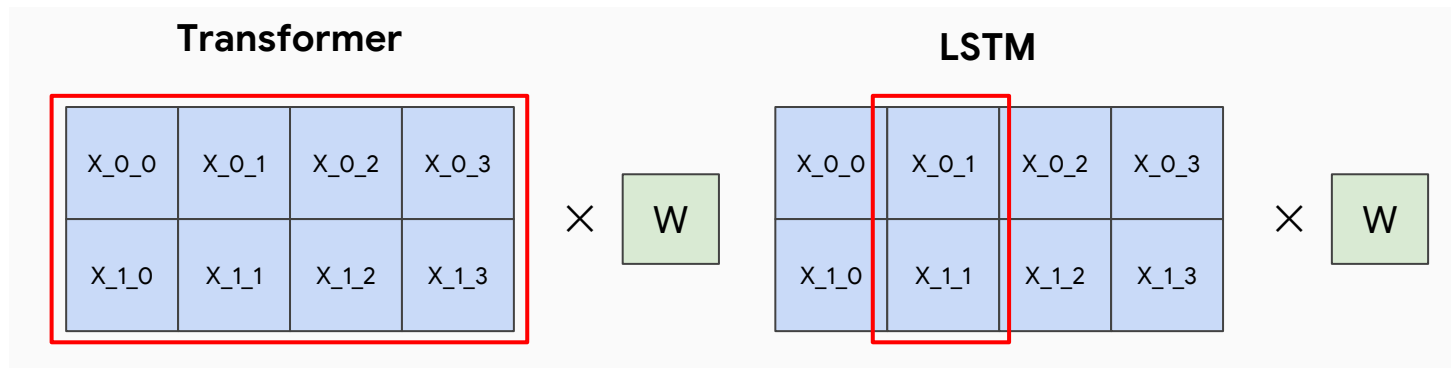 Transformer
LSTM
X_0_0 X_0_1 X_0_2 X_0_3
X_1_0 X_1_1 X_1_2 X_1_3
× W
X_0_0 X_0_1 X_0_2 X_0_3
X_1_0 X_1_1 X_1_2 X_1_3
× W